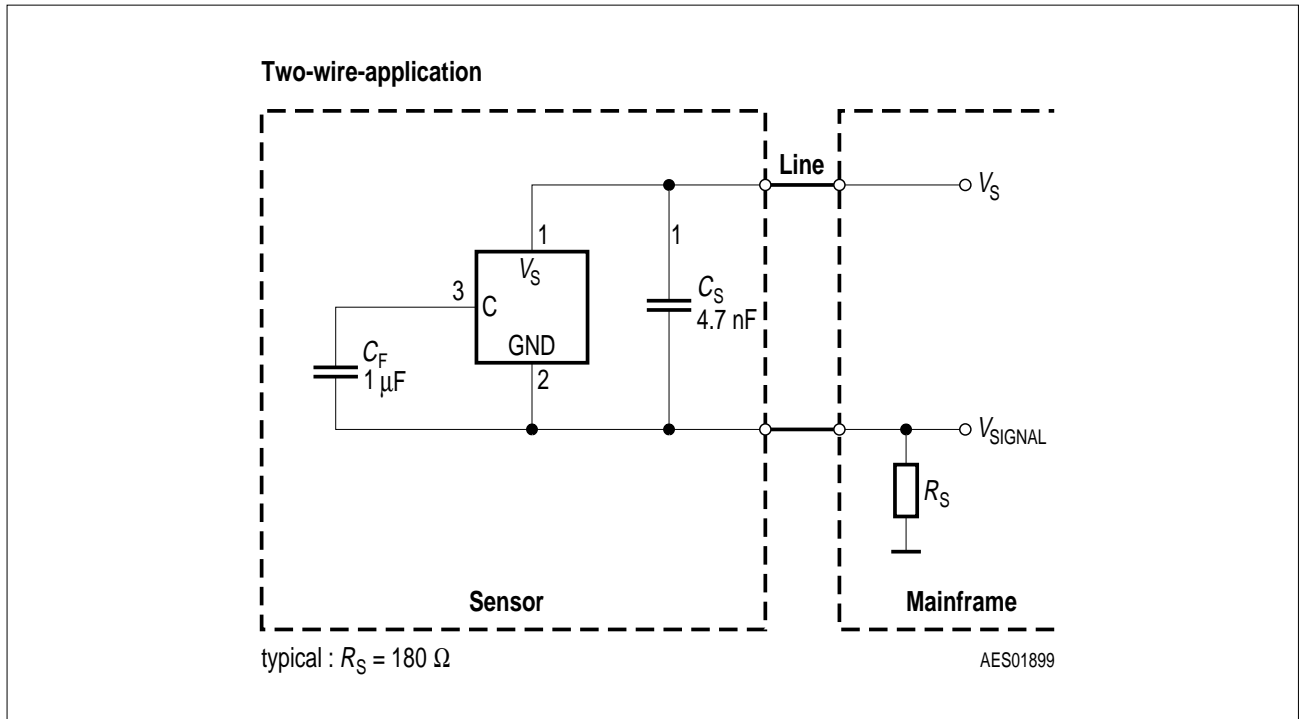 Two-wire-application
Line
V_S
1
1
V_S
3
C
C_S
4.7 nF
GND
C_F
1 µF
2
V_SIGNAL
R_S
Sensor
Mainframe
typical : R_S = 180 Ω
AES01899